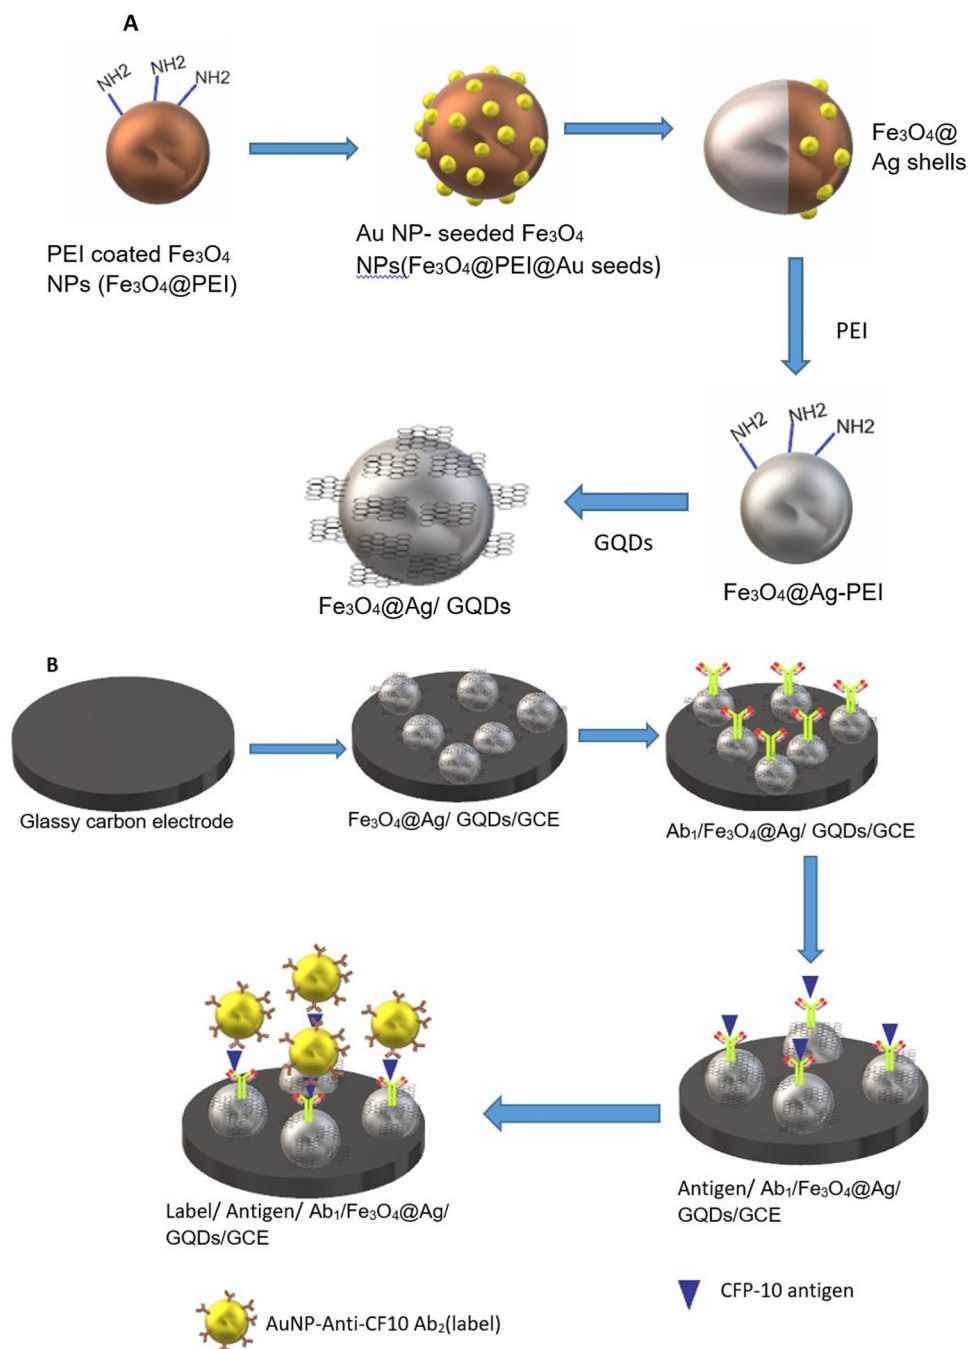 A
NH2
NH2
NH2
PEI coated Fe₃O₄
NPs (Fe₃O₄@PEI)
Au NP- seeded Fe₃O₄
NPs(Fe₃O₄@PEI@Au seeds)
Fe₃O₄@
Ag shells
PEI
NH2
NH2
NH2
Fe₃O₄@Ag-PEI
GQDs
Fe₃O₄@Ag/ GQDs
B
Glassy carbon electrode
Fe₃O₄@Ag/ GQDs/GCE
Ab₁/Fe₃O₄@Ag/ GQDs/GCE
Antigen/ Ab₁/Fe₃O₄@Ag/
GQDs/GCE
Label/ Antigen/ Ab₁/Fe₃O₄@Ag/
GQDs/GCE
AuNP-Anti-CF10 Ab₂(label)
CFP-10 antigen